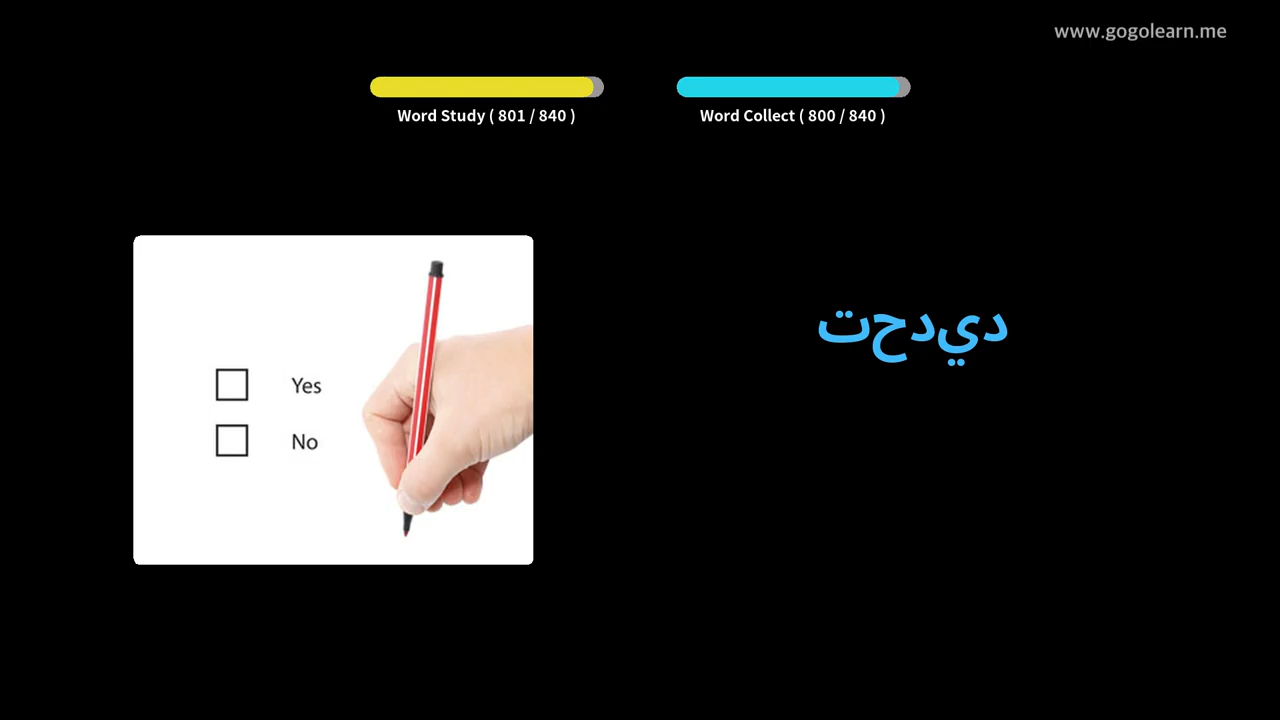 www.gogolearn.me
Word Study ( 801 / 840 )
Word Collect ( 800 / 840 )
Yes
No
تحديد